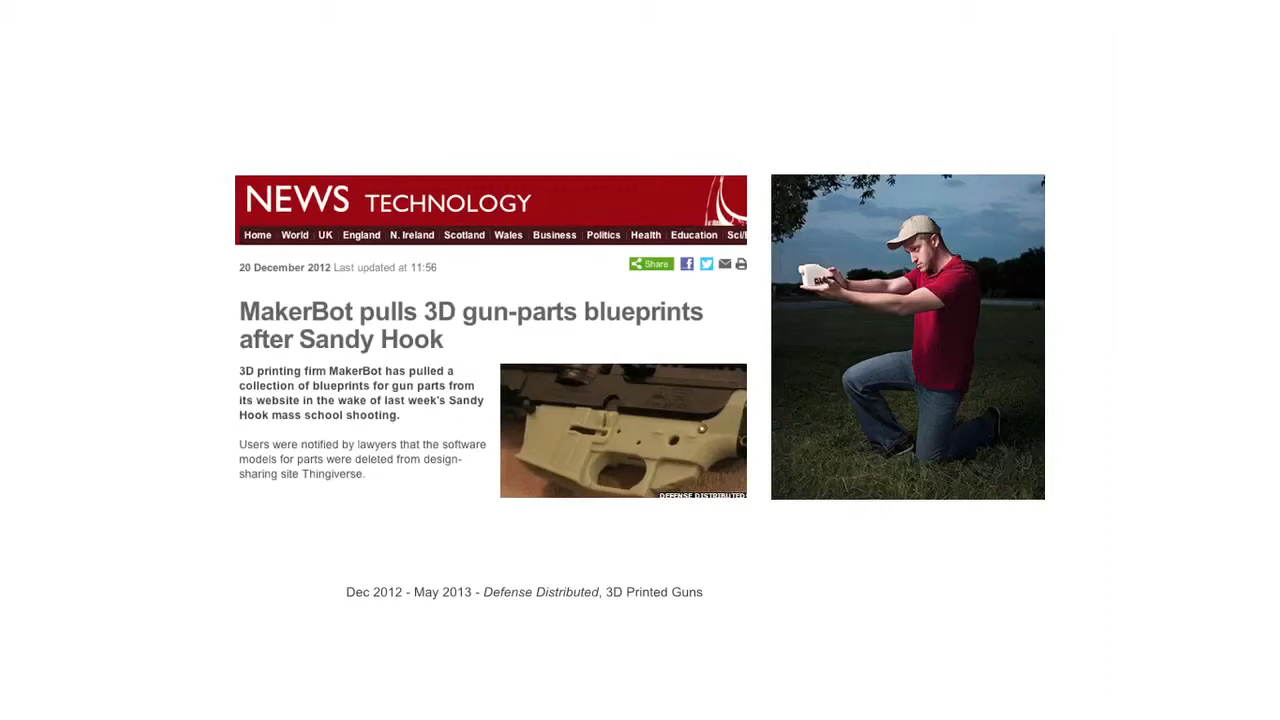 NEWS TECHNOLOGY
Home World UK England N. Ireland Scotland Wales Business Politics Health Education Sci/
20 December 2012 Last updated at 11:56
Share
MakerBot pulls 3D gun-parts blueprints
after Sandy Hook
3D printing firm MakerBot has pulled a
collection of blueprints for gun parts from
its website in the wake of last week's Sandy
Hook mass school shooting.
Users were notified by lawyers that the software
models for parts were deleted from design-
sharing site Thingiverse.
DEFENSE DISTRIBUTED
Dec 2012 - May 2013 - Defense Distributed, 3D Printed Guns